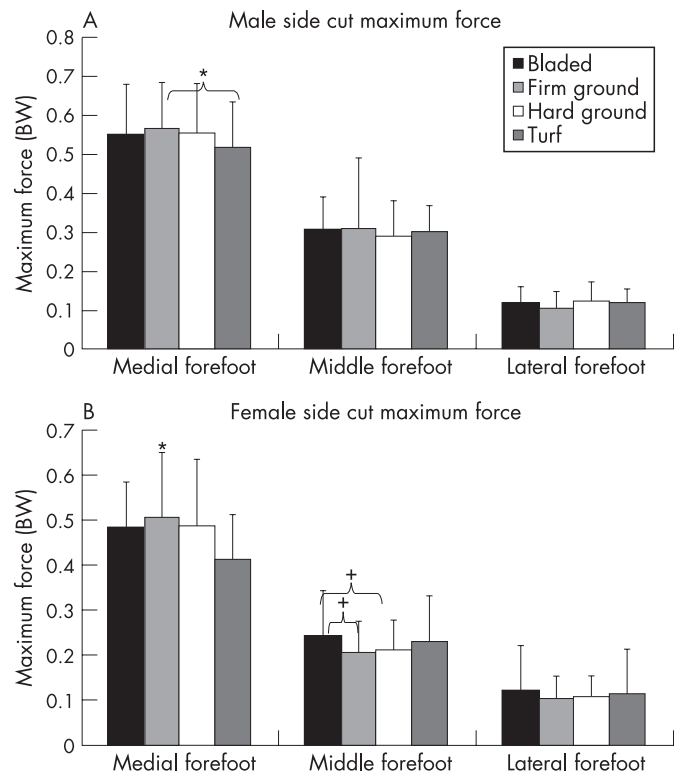 A Male side cut maximum force
0.8
0.7
0.6
0.5
0.4
0.3
0.2
0.1
0
Maximum force (BW)
*
Bladed
Firm ground
Hard ground
Turf
Medial forefoot Middle forefoot Lateral forefoot
B Female side cut maximum force
0.7
0.6
0.5
0.4
0.3
0.2
0.1
0
Maximum force (BW)
*
+
+
Medial forefoot Middle forefoot Lateral forefoot